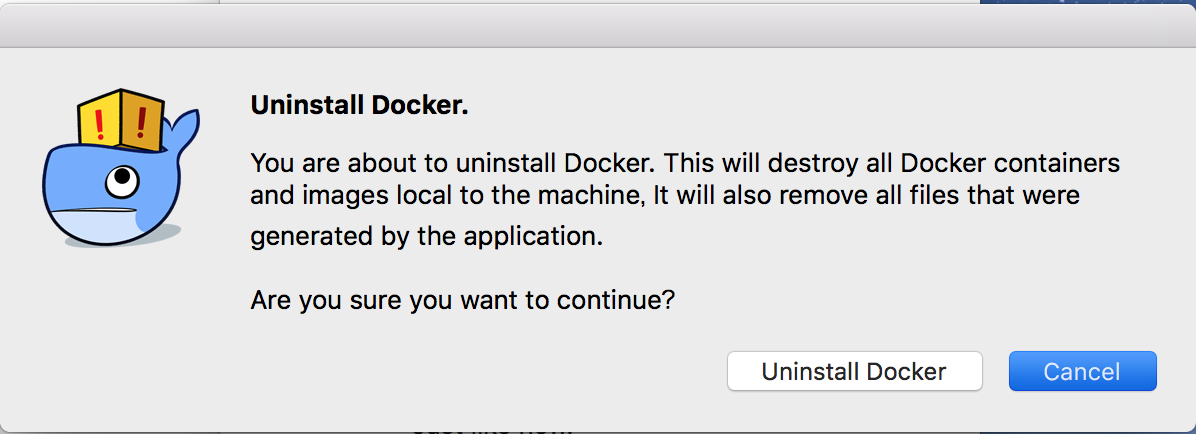 Uninstall Docker.
You are about to uninstall Docker. This will destroy all Docker containers
and images local to the machine, It will also remove all files that were
generated by the application.
Are you sure you want to continue?
Uninstall Docker
Cancel